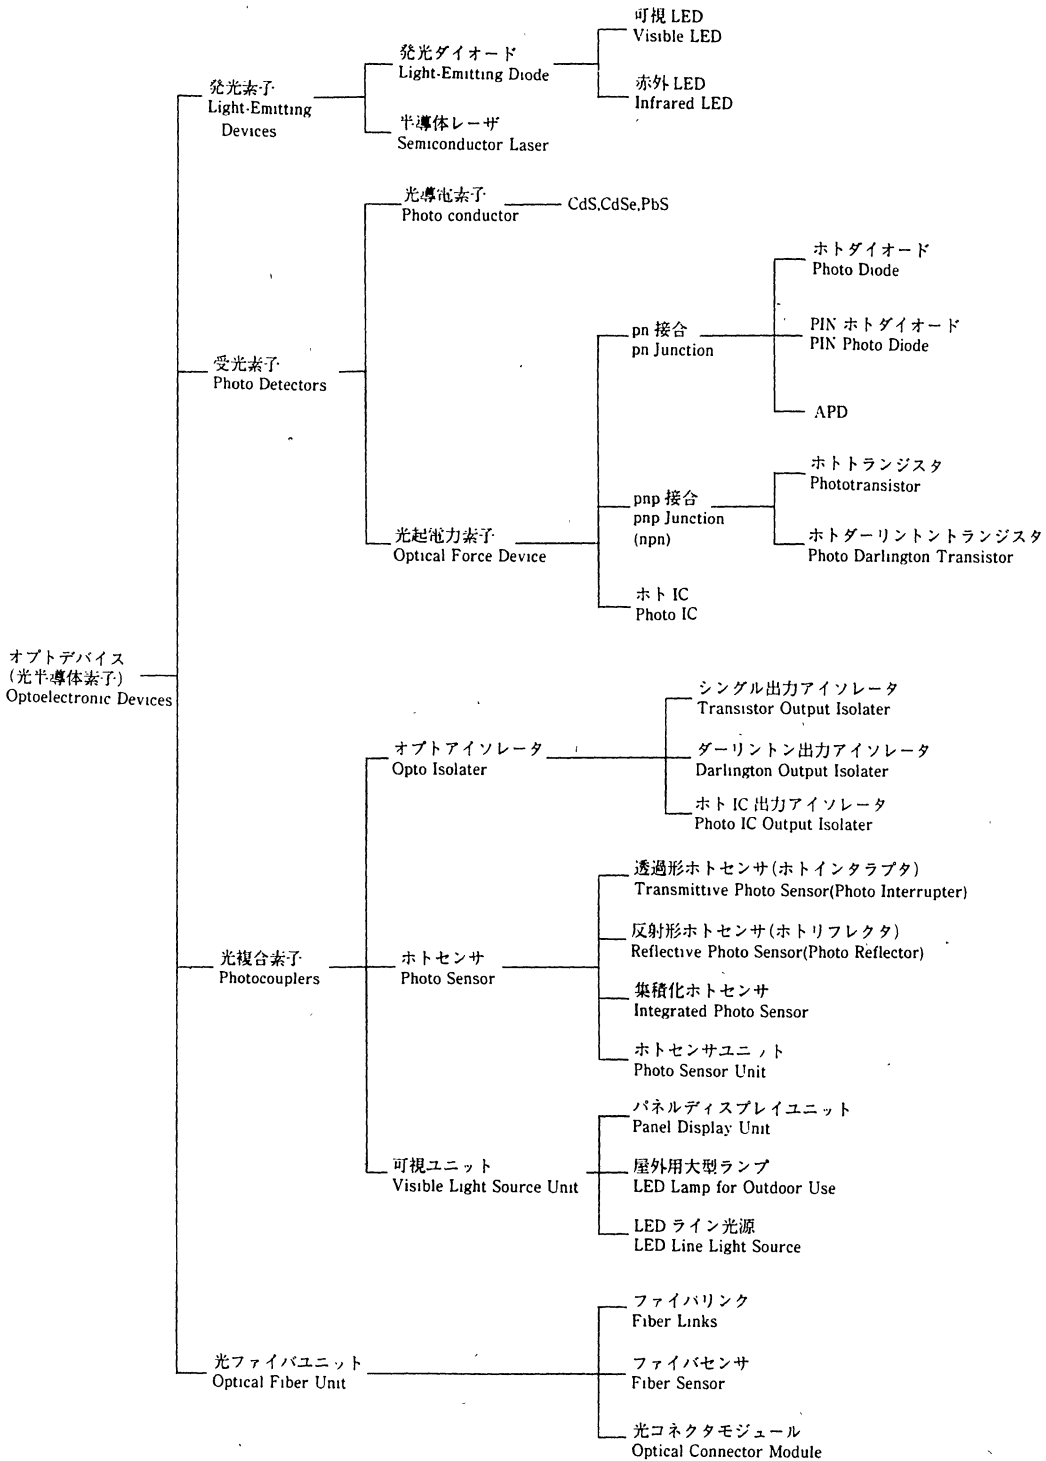 可視 LED
Visible LED
発光ダイオード
Light-Emitting Diode
赤外 LED
Infrared LED
発光素子
Light-Emitting
Devices
半導体レーザ
Semiconductor Laser
光導電素子
Photo conductor
CdS,CdSe,PbS
ホトダイオード
Photo Diode
pn 接合
pn Junction
PIN ホトダイオード
PIN Photo Diode
受光素子
Photo Detectors
APD
ホトトランジスタ
Phototransistor
pnp 接合
pnp Junction
(npn)
光起電力素子
Optical Force Device
ホトダーリントントランジスタ
Photo Darlington Transistor
ホト IC
Photo IC
オプトデバイス
(光半導体素子)
Optoelectronic Devices
シングル出力アイソレータ
Transistor Output Isolater
オプトアイソレータ
Opto Isolater
ダーリントン出力アイソレータ
Darlington Output Isolater
ホト IC 出力アイソレータ
Photo IC Output Isolater
透過形ホトセンサ(ホトインタラプタ)
Transmittive Photo Sensor(Photo Interrupter)
反射形ホトセンサ(ホトリフレクタ)
Reflective Photo Sensor(Photo Reflector)
光複合素子
Photocouplers
ホトセンサ
Photo Sensor
集積化ホトセンサ
Integrated Photo Sensor
ホトセンサユニット
Photo Sensor Unit
パネルディスプレイユニット
Panel Display Unit
可視ユニット
Visible Light Source Unit
屋外用大型ランプ
LED Lamp for Outdoor Use
LED ライン光源
LED Line Light Source
ファイバリンク
Fiber Links
光ファイバユニット
Optical Fiber Unit
ファイバセンサ
Fiber Sensor
光コネクタモジュール
Optical Connector Module